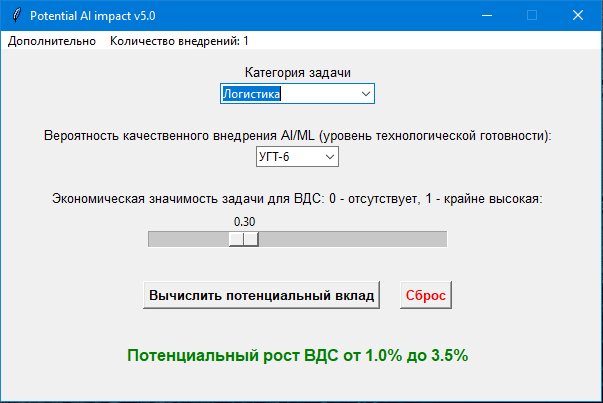 Potential AI impact v5.0
Дополнительно Количество внедрений: 1
Категория задачи
Логистика
Вероятность качественного внедрения AI/ML (уровень технологической готовности):
УГТ-6
Экономическая значимость задачи для ВДС: 0 - отсутствует, 1 - крайне высокая:
0.30
Вычислить потенциальный вклад Сброс
Потенциальный рост ВДС от 1.0% до 3.5%